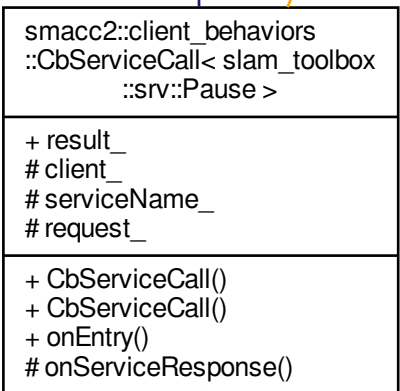 smacc2::client_behaviors
::CbServiceCall< slam_toolbox
::srv::Pause >
+ result_
# client_
# serviceName_
# request_
+ CbServiceCall()
+ CbServiceCall()
+ onEntry()
# onServiceResponse()